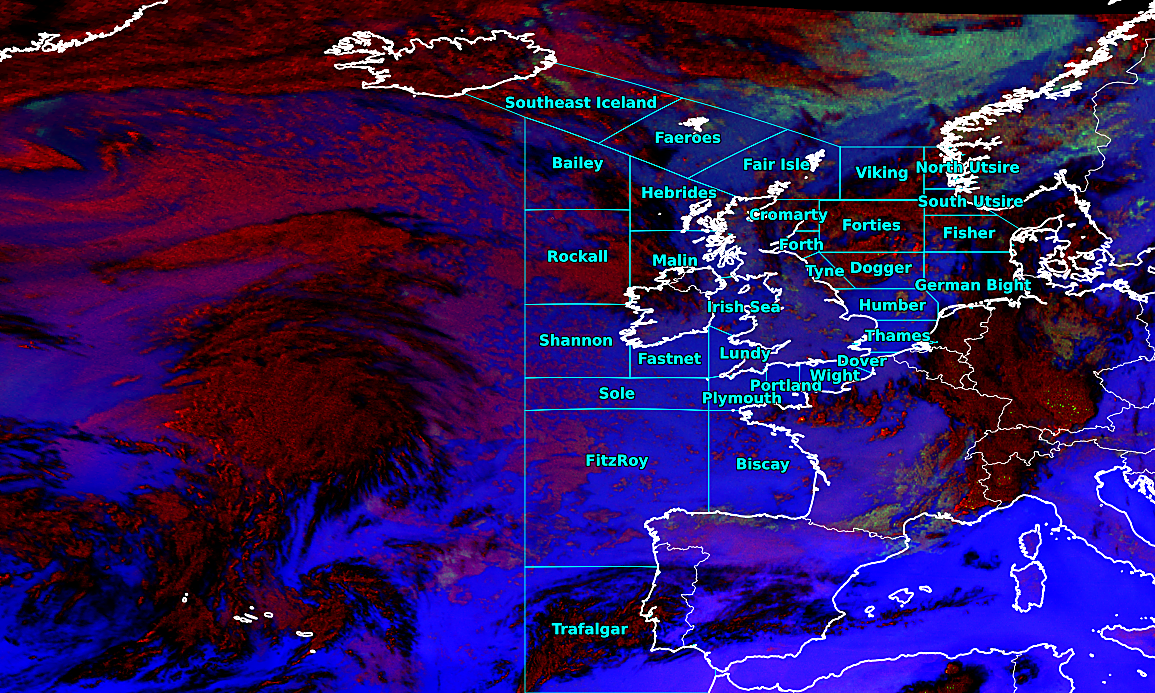 Southeast Iceland
Faeroes
Bailey
Fair Isle
North Utsire
Viking
Hebrides
South Utsire
Cromarty
Forties
Fisher
Forth
Rockall
Malin
Tyne
Dogger
German Bight
Irish Sea
Humber
Thames
Shannon
Fastnet
Lundy
Dover
Wight
Portland
Sole
Plymouth
FitzRoy
Biscay
Trafalgar